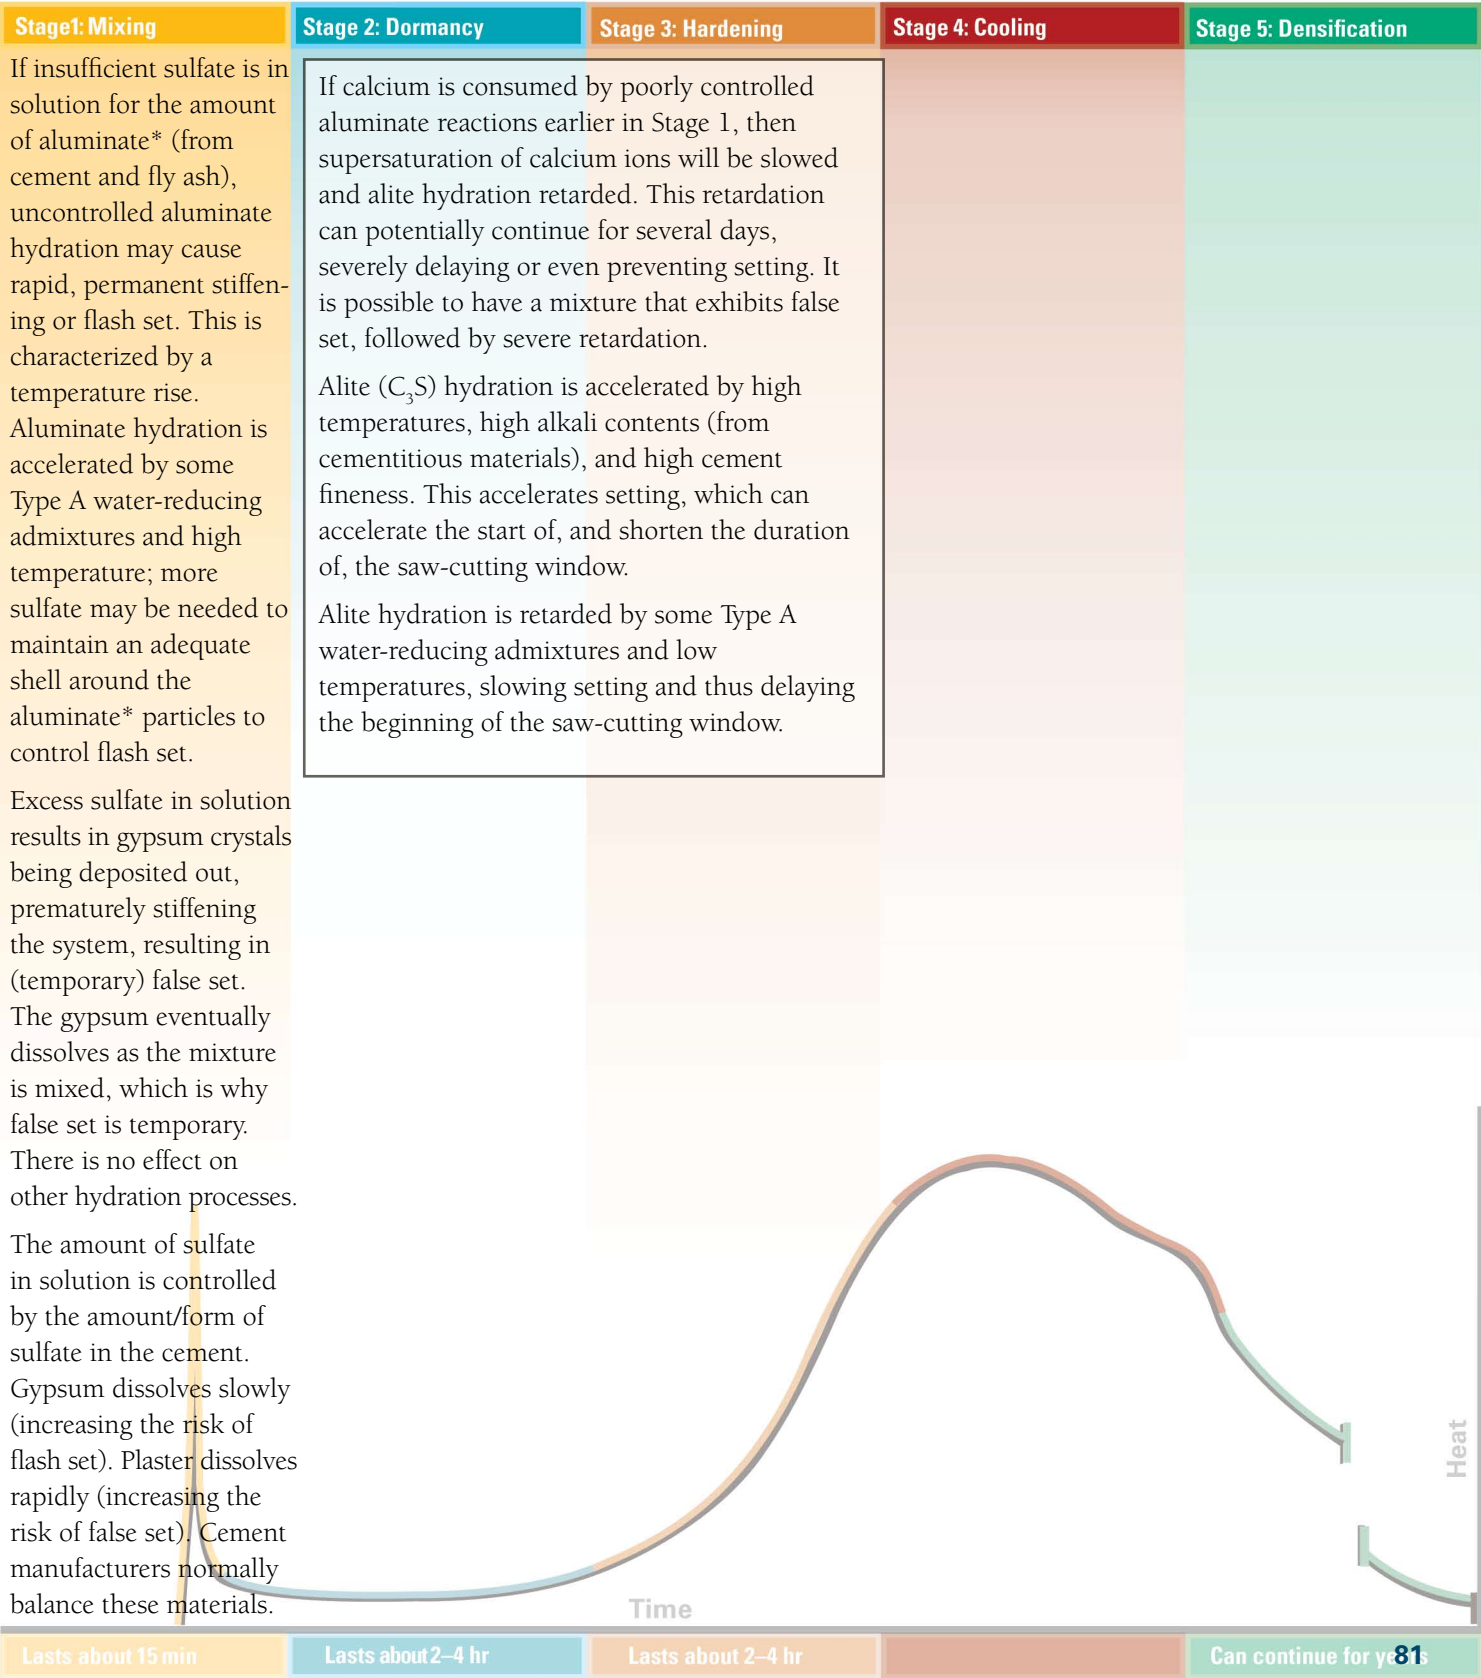 Stage1: Mixing
Stage 2: Dormancy
Stage 3: Hardening
Stage 4: Cooling
Stage 5: Densification
If insufficient sulfate is in
solution for the amount
of aluminate* (from
cement and fly ash),
uncontrolled aluminate
hydration may cause
rapid, permanent stiffen-
ing or flash set. This is
characterized by a
temperature rise.
Aluminate hydration is
accelerated by some
Type A water-reducing
admixtures and high
temperature; more
sulfate may be needed to
maintain an adequate
shell around the
aluminate* particles to
control flash set.
Excess sulfate in solution
results in gypsum crystals
being deposited out,
prematurely stiffening
the system, resulting in
(temporary) false set.
The gypsum eventually
dissolves as the mixture
is mixed, which is why
false set is temporary.
There is no effect on
other hydration processes.
The amount of sulfate
in solution is controlled
by the amount/form of
sulfate in the cement.
Gypsum dissolves slowly
(increasing the risk of
flash set). Plaster dissolves
rapidly (increasing the
risk of false set). Cement
manufacturers normally
balance these materials.
If calcium is consumed by poorly controlled
aluminate reactions earlier in Stage 1, then
supersaturation of calcium ions will be slowed
and alite hydration retarded. This retardation
can potentially continue for several days,
severely delaying or even preventing setting. It
is possible to have a mixture that exhibits false
set, followed by severe retardation.
Alite (C₃S) hydration is accelerated by high
temperatures, high alkali contents (from
cementitious materials), and high cement
fineness. This accelerates setting, which can
accelerate the start of, and shorten the duration
of, the saw-cutting window.
Alite hydration is retarded by some Type A
water-reducing admixtures and low
temperatures, slowing setting and thus delaying
the beginning of the saw-cutting window.
Heat
Time
Lasts about 15 min
Lasts about 2–4 hr
Lasts about 2–4 hr
Can continue for years
81